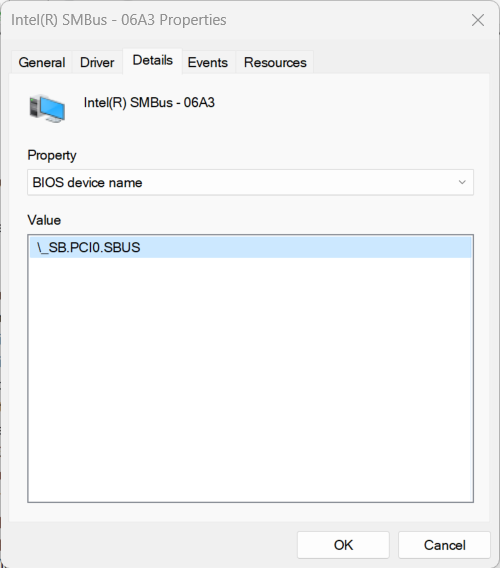 Intel(R) SMBus - 06A3 Properties
General Driver Details Events Resources
Intel(R) SMBus - 06A3
Property
BIOS device name
Value
\_SB.PCI0.SBUS
OK Cancel